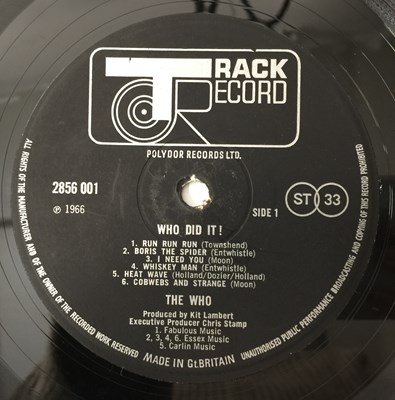 TRACK
RECORD
POLYDOR RECORDS LTD.
2856 001
℗ 1966
SIDE 1
ST 33
WHO DID IT!
1. RUN RUN RUN (Townshend)
2. BORIS THE SPIDER (Entwhistle)
3. I NEED YOU (Moon)
4. WHISKEY MAN (Entwhistle)
5. HEAT WAVE (Holland/Dozler/Holland)
6. COBWEBS AND STRANGE (Moon)
THE WHO
Produced by Kit Lambert
Executive Producer Chris Stamp
1. Fabulous Music
2, 3, 4, 6. Essex Music
5. Carlin Music
ALL RIGHTS OF THE MANUFACTURER AND OF THE OWNER OF THE RECORDED WORK RESERVED
MADE IN Gt.BRITAIN
UNAUTHORISED PUBLIC PERFORMANCE BROADCASTING AND COPYING OF THIS RECORD PROHIBITED